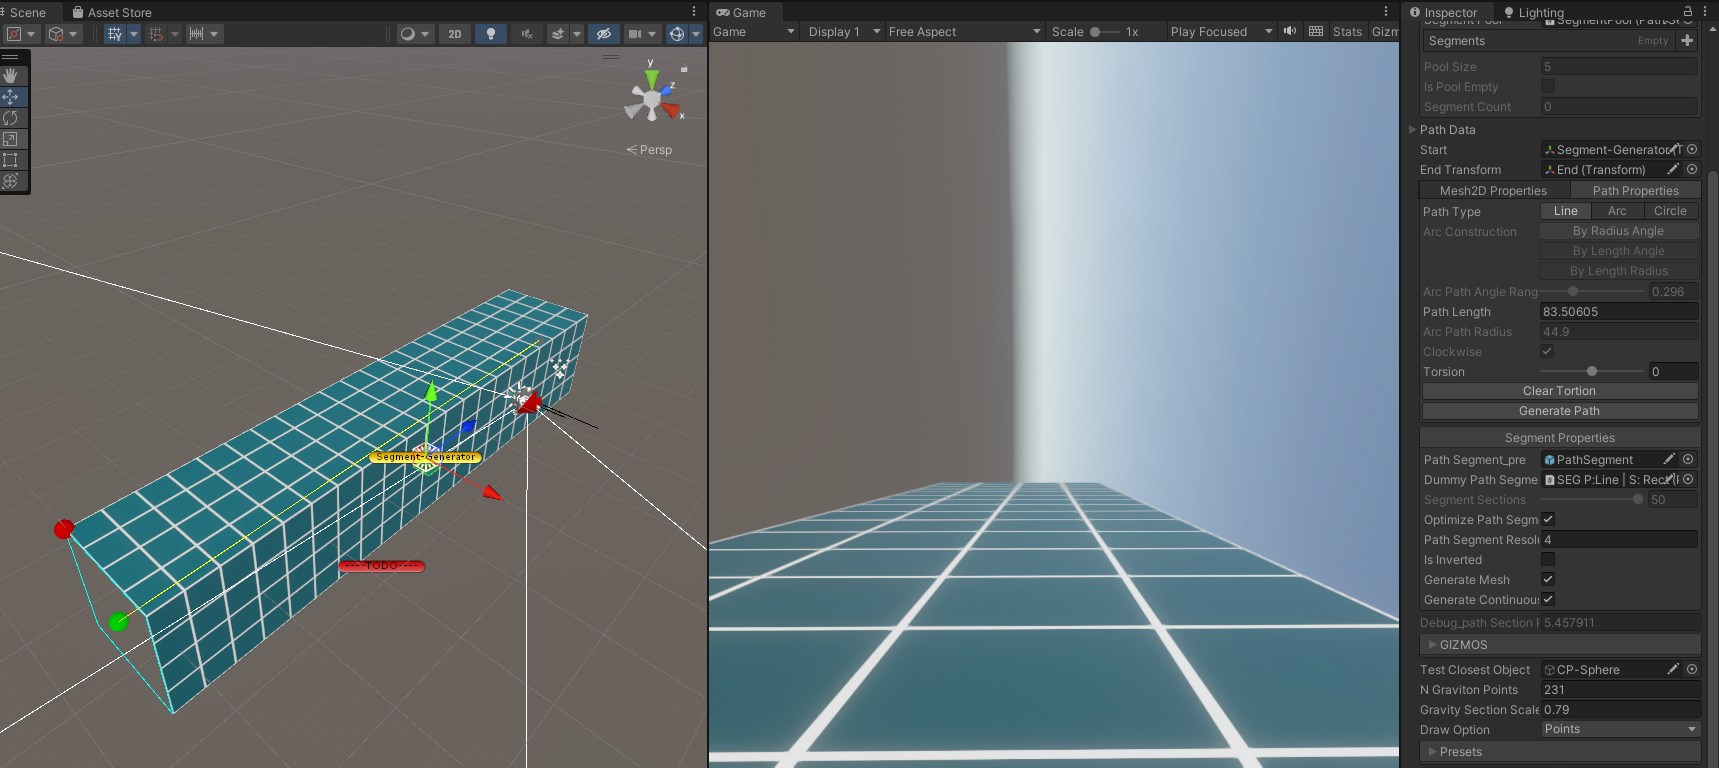 Scene
Asset Store
2D
y
z
x
Persp
Segment-Generator
TODO
Game
Game
Display 1
Free Aspect
Scale
1x
Play Focused
Stats
Gizm
Inspector
Lighting
Segments
Empty
Pool Size
5
Is Pool Empty
Segment Count
0
Path Data
Start
Segment-Generator (T
End Transform
End (Transform)
Mesh2D Properties
Path Properties
Path Type
Line
Arc
Circle
Arc Construction
By Radius Angle
By Length Angle
By Length Radius
Arc Path Angle Rang
0.296
Path Length
83.50605
Arc Path Radius
44.9
Clockwise
Torsion
0
Clear Tortion
Generate Path
Segment Properties
Path Segment_pre
PathSegment
Dummy Path Segme
SEG P:Line | S: Rec
Segment Sections
50
Optimize Path Segm
Path Segment Resol
4
Is Inverted
Generate Mesh
Generate Continuou
Debug_path Section
5.457911
GIZMOS
Test Closest Object
CP-Sphere
N Graviton Points
231
Gravity Section Scale
0.79
Draw Option
Points
Presets